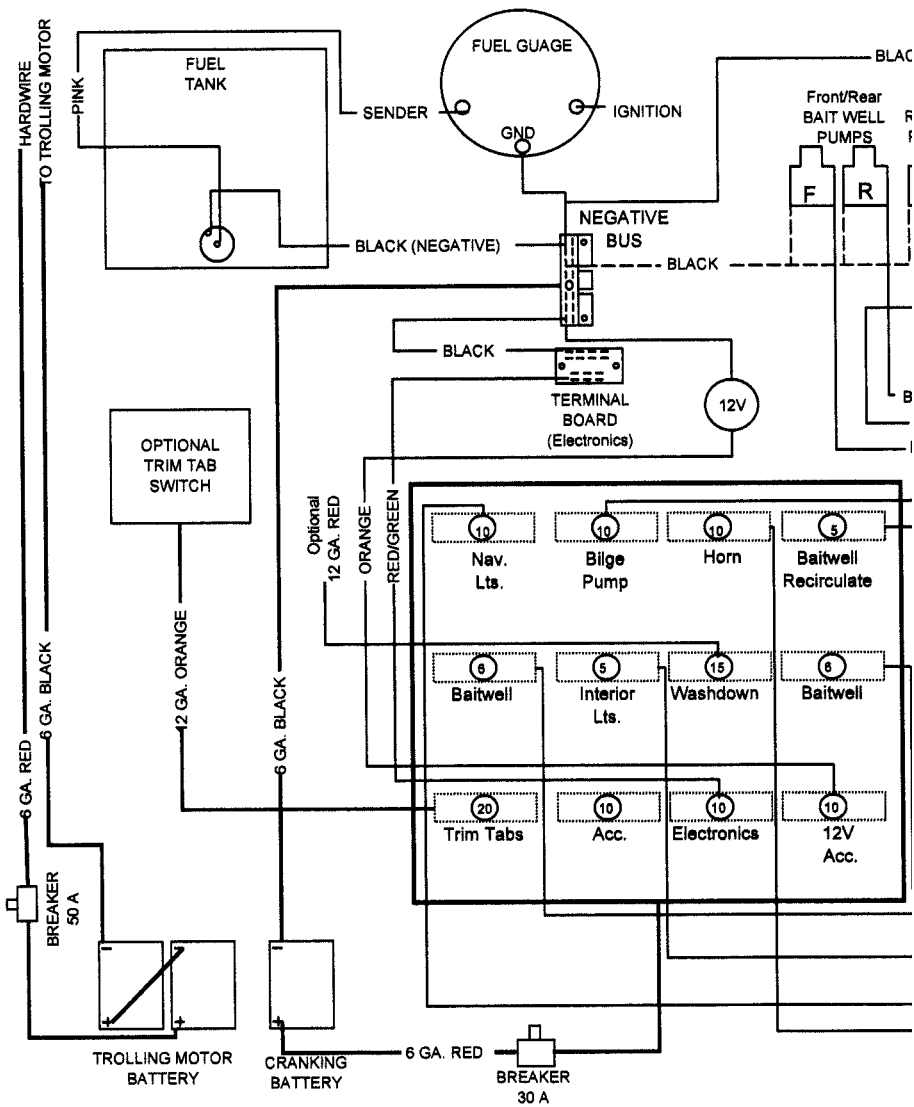 HARDWIRE
TO TROLLING MOTOR
PINK
FUEL
TANK
FUEL GUAGE
SENDER
IGNITION
GND
BLAC
Front/Rear
BAIT WELL
PUMPS
F
R
NEGATIVE
BUS
BLACK (NEGATIVE)
BLACK
BLACK
TERMINAL
BOARD
(Electronics)
12V
OPTIONAL
TRIM TAB
SWITCH
Optional
12 GA. RED
ORANGE
RED/GREEN
10
Nav.
Lts.
10
Bilge
Pump
10
Horn
5
Baitwell
Recirculate
6
Baitwell
5
Interior
Lts.
15
Washdown
6
Baitwell
20
Trim Tabs
10
Acc.
10
Electronics
10
12V
Acc.
12 GA. ORANGE
6 GA. BLACK
6 GA. BLACK
6 GA. RED
BREAKER
50 A
-
+
-
+
-
+
TROLLING MOTOR
BATTERY
CRANKING
BATTERY
6 GA. RED
BREAKER
30 A